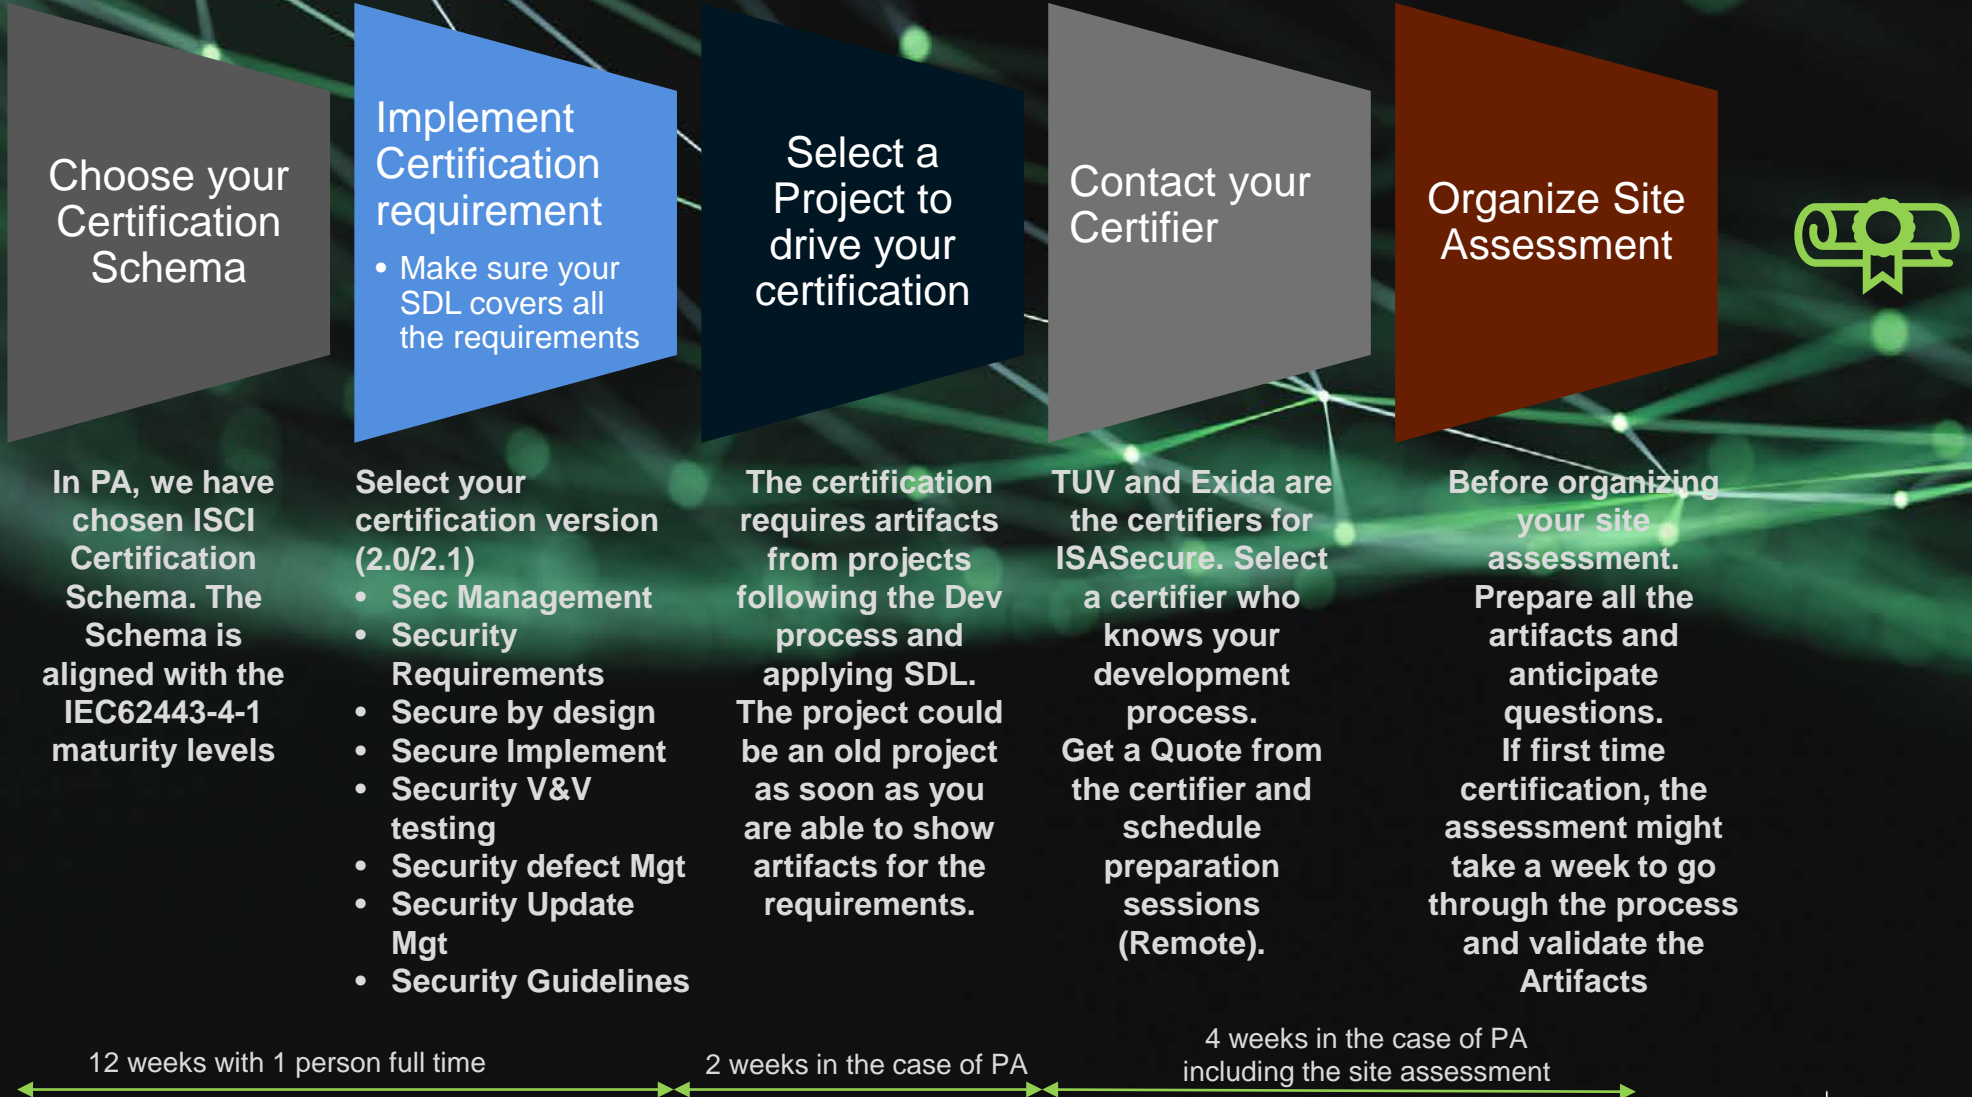 Choose your
Certification
Schema
Implement
Certification
requirement
• Make sure your
SDL covers all
the requirements
Select a
Project to
drive your
certification
Contact your
Certifier
Organize Site
Assessment
In PA, we have
chosen ISCI
Certification
Schema. The
Schema is
aligned with the
IEC62443-4-1
maturity levels
Select your
certification version
(2.0/2.1)
• Sec Management
• Security
Requirements
• Secure by design
• Secure Implement
• Security V&V
testing
• Security defect Mgt
• Security Update
Mgt
• Security Guidelines
The certification
requires artifacts
from projects
following the Dev
process and
applying SDL.
The project could
be an old project
as soon as you
are able to show
artifacts for the
requirements.
TUV and Exida are
the certifiers for
ISASecure. Select
a certifier who
knows your
development
process.
Get a Quote from
the certifier and
schedule
preparation
sessions
(Remote).
Before organizing
your site
assessment.
Prepare all the
artifacts and
anticipate
questions.
If first time
certification, the
assessment might
take a week to go
through the process
and validate the
Artifacts
12 weeks with 1 person full time
2 weeks in the case of PA
4 weeks in the case of PA
including the site assessment